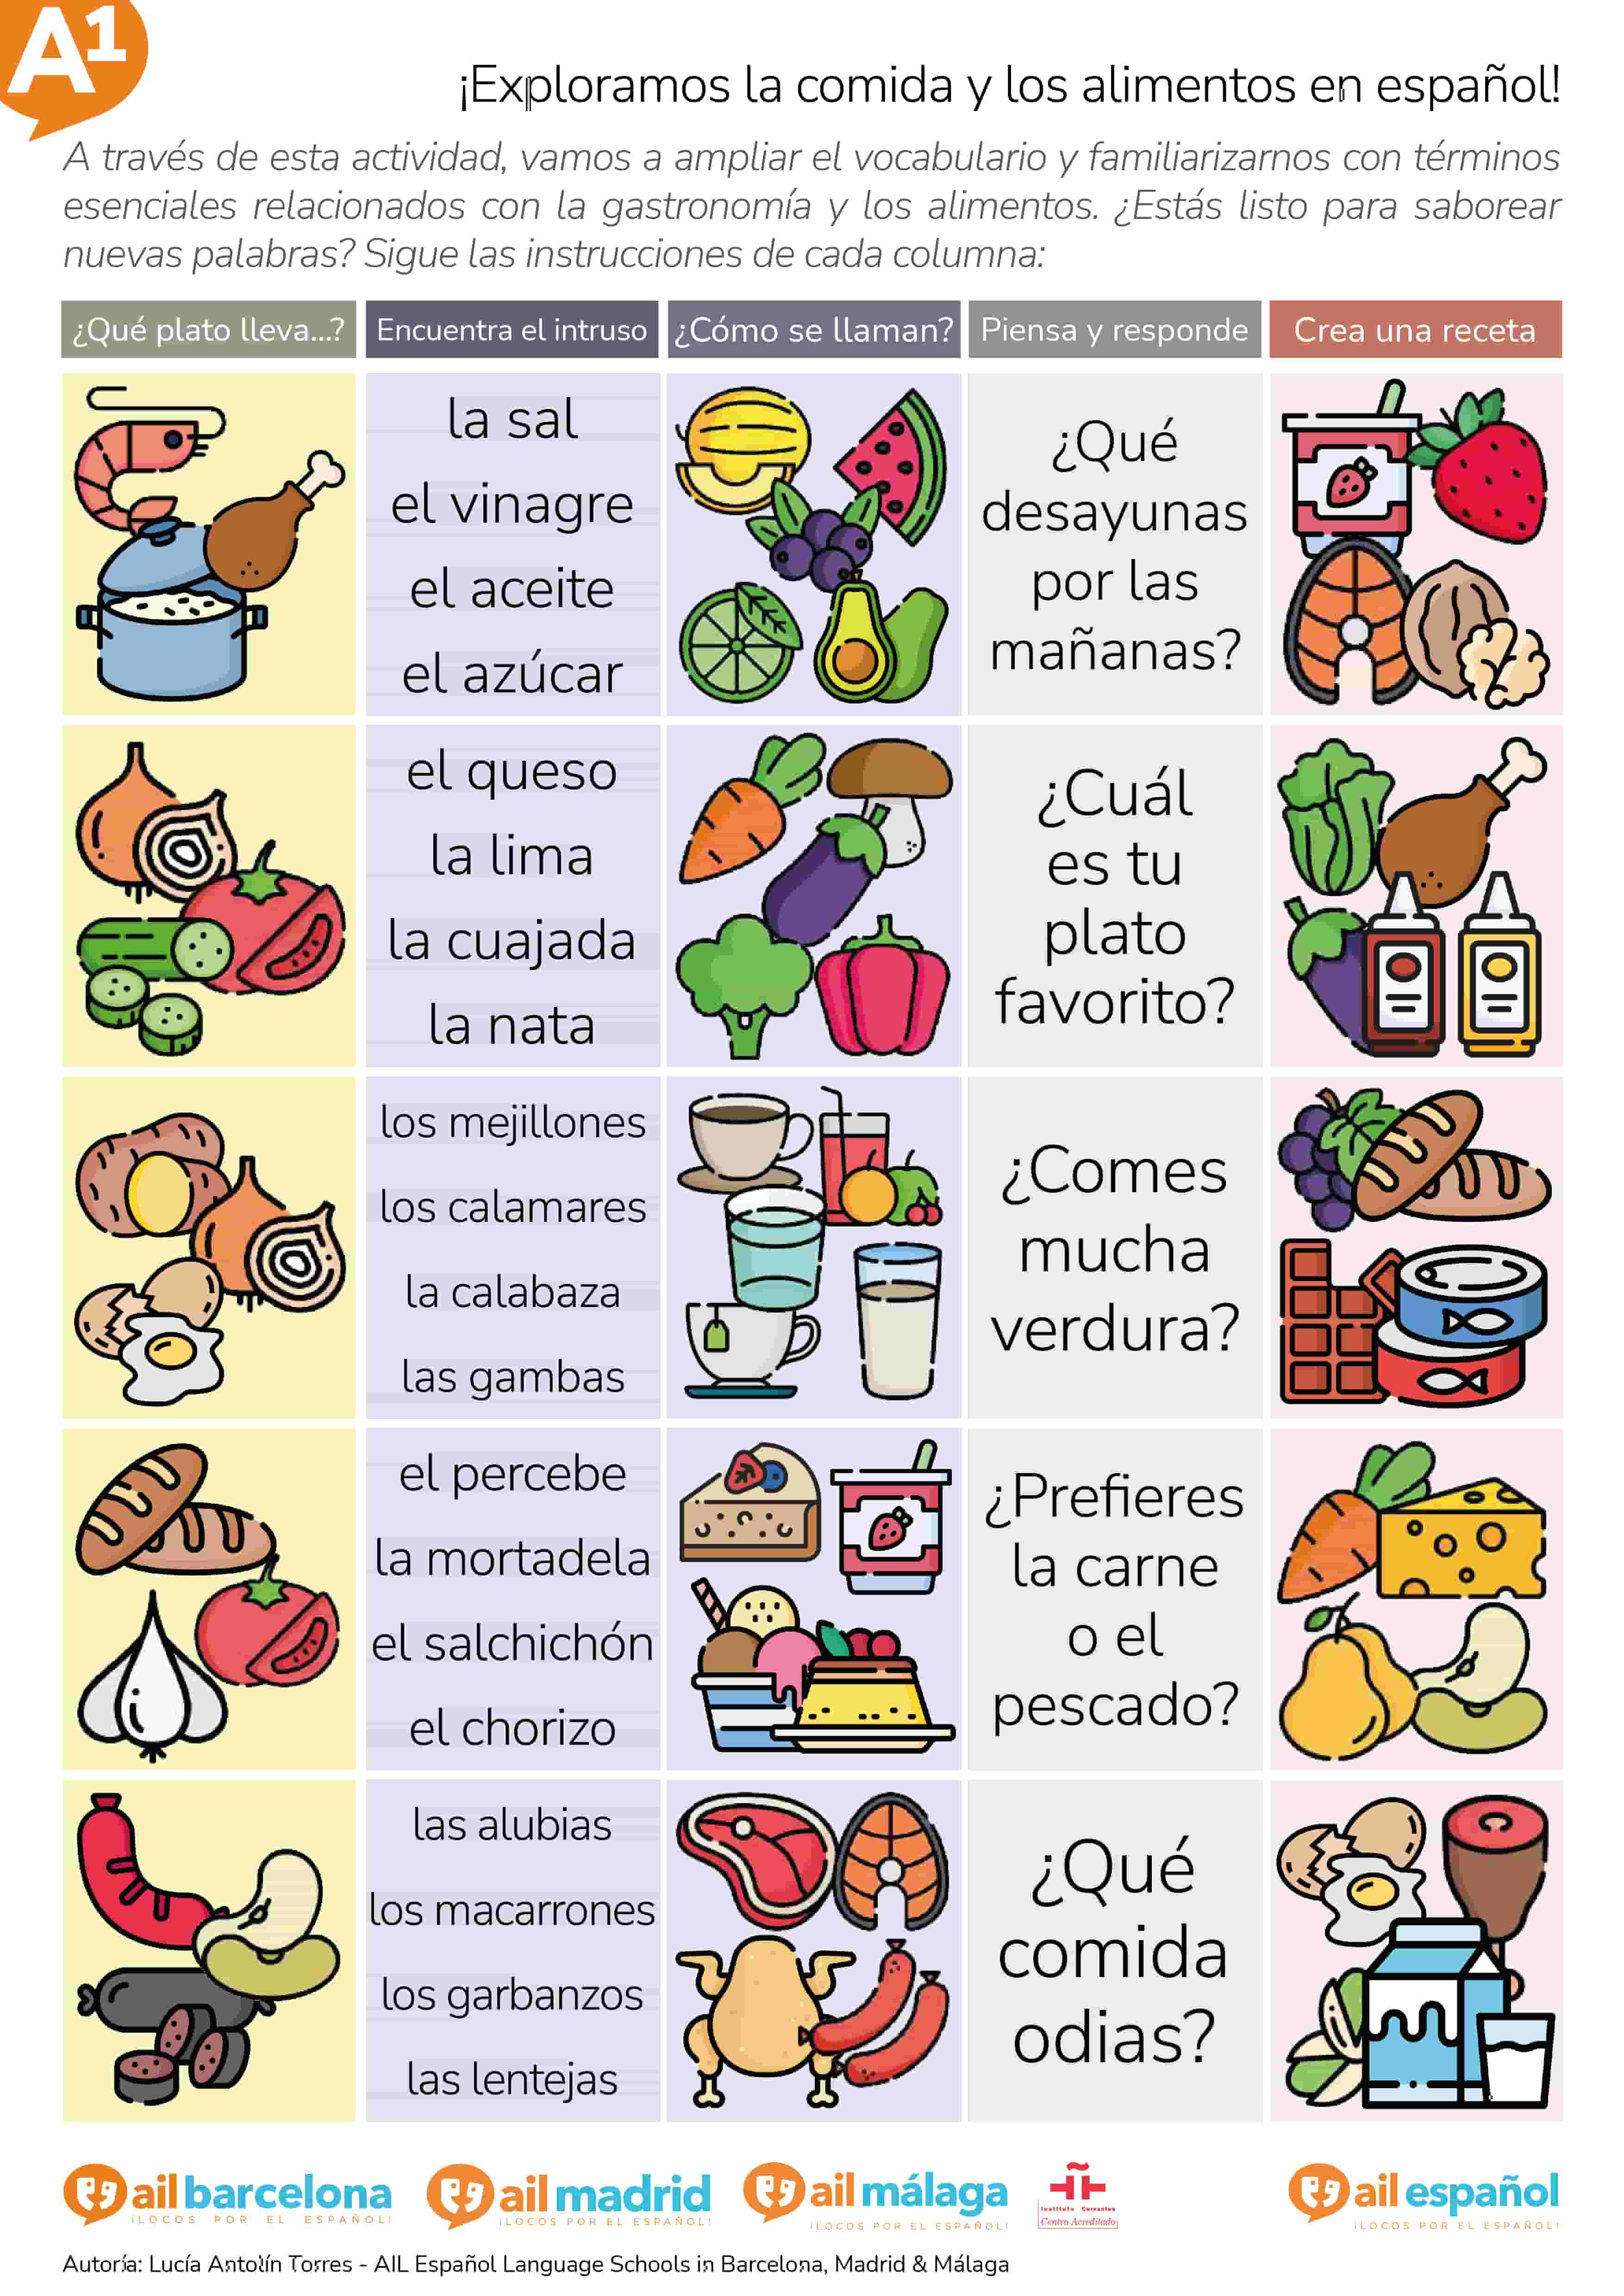 A1
¡Exploramos la comida y los alimentos en español!
A través de esta actividad, vamos a ampliar el vocabulario y familiarizarnos con términos
esenciales relacionados con la gastronomía y los alimentos. ¿Estás listo para saborear
nuevas palabras? Sigue las instrucciones de cada columna:
¿Qué plato lleva...?
Encuentra el intruso
¿Cómo se llaman?
Piensa y responde
Crea una receta
la sal
el vinagre
el aceite
el azúcar
¿Qué
desayunas
por las
mañanas?
el queso
la lima
la cuajada
la nata
¿Cuál
es tu
plato
favorito?
los mejillones
los calamares
la calabaza
las gambas
¿Comes
mucha
verdura?
el percebe
la mortadela
el salchichón
el chorizo
¿Prefieres
la carne
o el
pescado?
las alubias
los macarrones
los garbanzos
las lentejas
¿Qué
comida
odias?
ail barcelona
¡LOCOS POR EL ESPAÑOL!
ail madrid
¡LOCOS POR EL ESPAÑOL!
ail málaga
¡LOCOS POR EL ESPAÑOL!
Instituto Cervantes
Centro Acreditado
ail español
¡LOCOS POR EL ESPAÑOL!
Autoría: Lucía Antolín Torres - AIL Español Language Schools in Barcelona, Madrid & Málaga